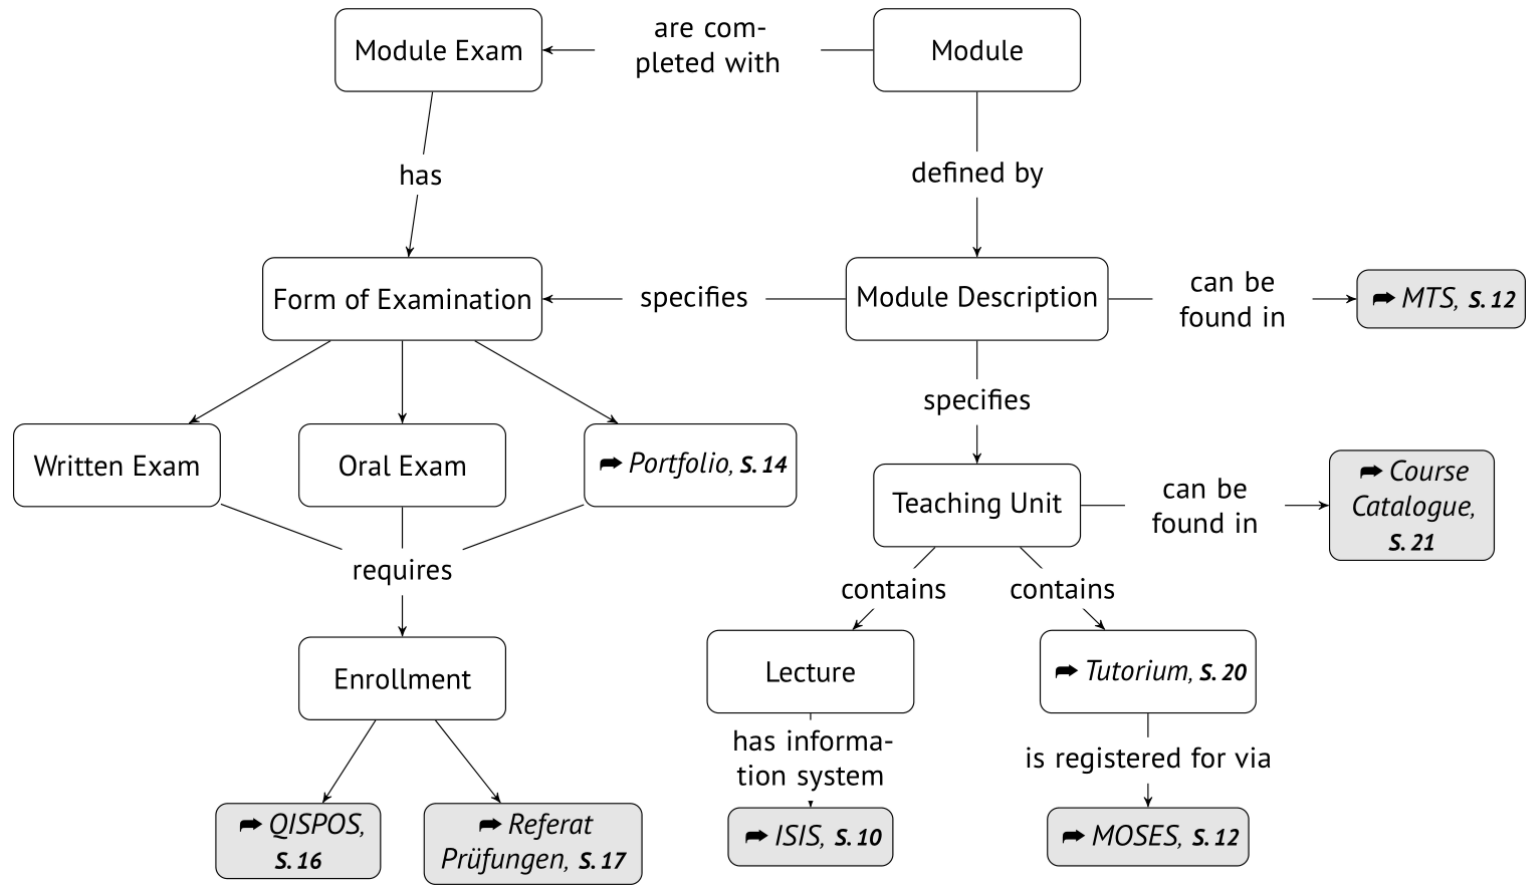 Module Exam
are com-
pleted with
Module
has
defined by
Form of Examination
specifies
Module Description
can be
found in
➦ MTS, S. 12
specifies
Written Exam
Oral Exam
➦ Portfolio, S. 14
Teaching Unit
can be
found in
➦ Course
Catalogue,
S. 21
requires
contains
contains
Enrollment
Lecture
➦ Tutorium, S. 20
has informa-
tion system
is registered for via
➦ QISPOS,
S. 16
➦ Referat
Prüfungen, S. 17
➦ ISIS, S. 10
➦ MOSES, S. 12